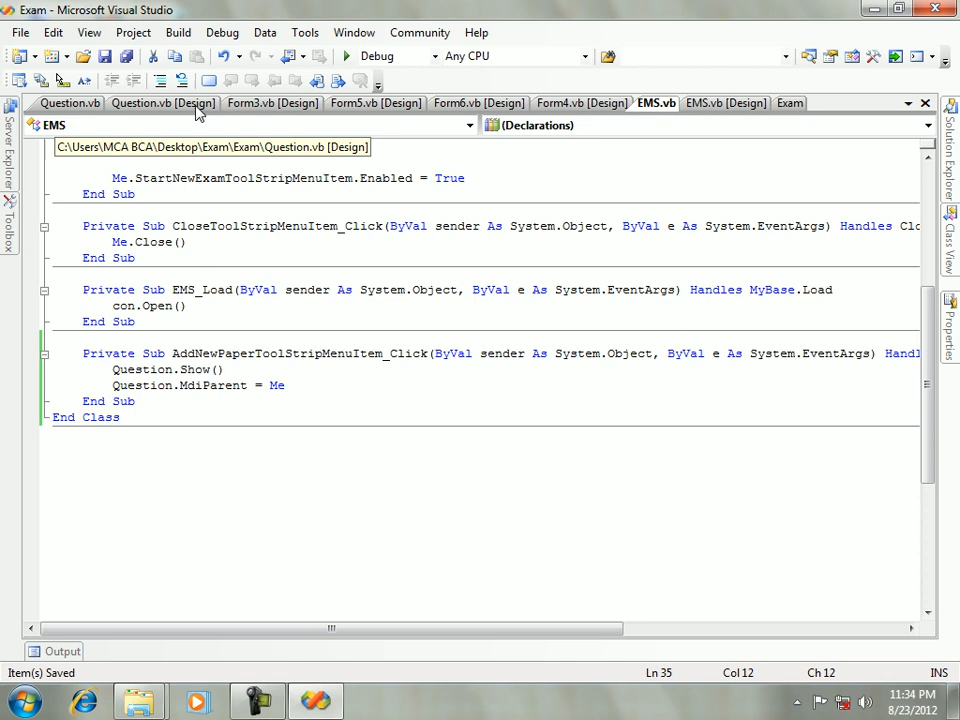 Exam - Microsoft Visual Studio
File Edit View Project Build Debug Data Tools Window Community Help
Debug Any CPU
Question.vb Question.vb [Design] Form3.vb [Design] Form5.vb [Design] Form6.vb [Design] Form4.vb [Design] EMS.vb EMS.vb [Design] Exam
EMS (Declarations)
C:\Users\MCA BCA\Desktop\Exam\Exam\Question.vb [Design]
Me.StartNewExamToolStripMenuItem.Enabled = True
End Sub
Private Sub CloseToolStripMenuItem_Click(ByVal sender As System.Object, ByVal e As System.EventArgs) Handles Clo
Me.Close()
End Sub
Private Sub EMS_Load(ByVal sender As System.Object, ByVal e As System.EventArgs) Handles MyBase.Load
con.Open()
End Sub
Private Sub AddNewPaperToolStripMenuItem_Click(ByVal sender As System.Object, ByVal e As System.EventArgs) Handl
Question.Show()
Question.MdiParent = Me
End Sub
End Class
Server Explorer
Toolbox
Solution Explorer
Class View
Properties
Output
Item(s) Saved Ln 35 Col 12 Ch 12 INS
11:34 PM
8/23/2012